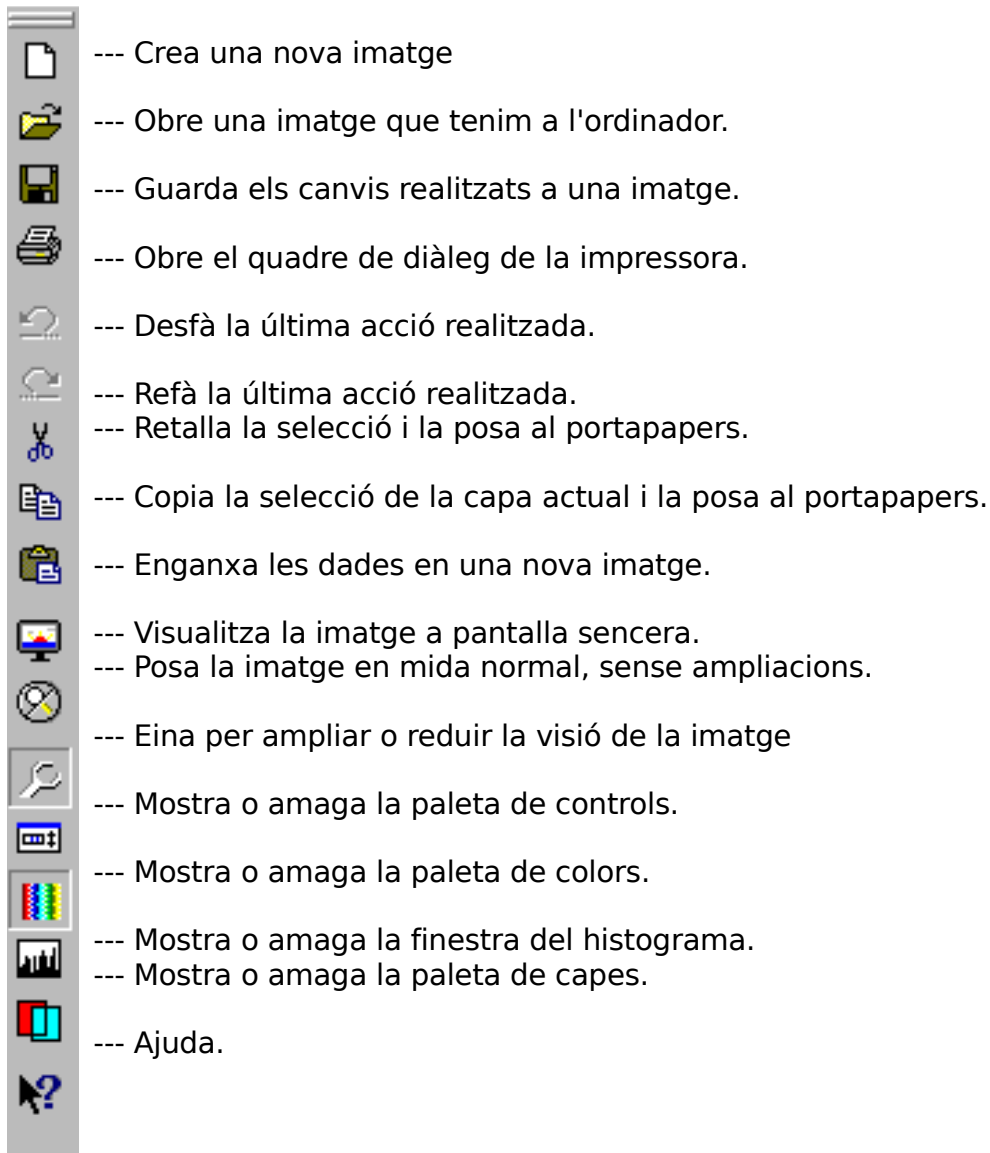 --- Crea una nova imatge
--- Obre una imatge que tenim a l'ordinador.
--- Guarda els canvis realitzats a una imatge.
--- Obre el quadre de diàleg de la impressora.
--- Desfà la última acció realitzada.
--- Refà la última acció realitzada.
--- Retalla la selecció i la posa al portapapers.
--- Copia la selecció de la capa actual i la posa al portapapers.
--- Enganxa les dades en una nova imatge.
--- Visualitza la imatge a pantalla sencera.
--- Posa la imatge en mida normal, sense ampliacions.
--- Eina per ampliar o reduir la visió de la imatge
--- Mostra o amaga la paleta de controls.
--- Mostra o amaga la paleta de colors.
--- Mostra o amaga la finestra del histograma.
--- Mostra o amaga la paleta de capes.
--- Ajuda.